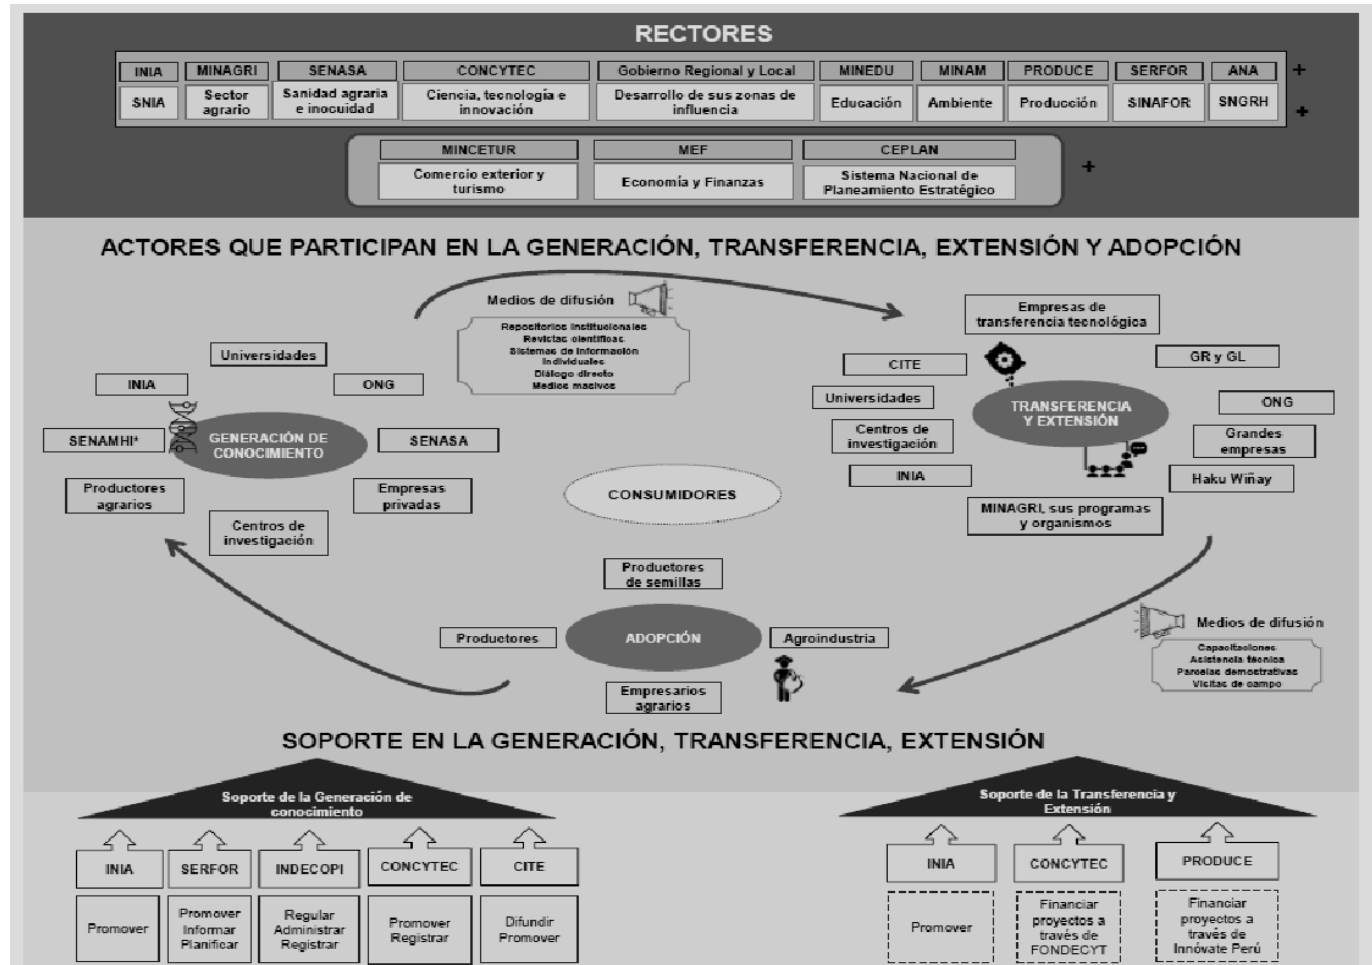 RECTORES
INIA
MINAGRI
SENASA
CONCYTEC
Gobierno Regional y Local
MINEDU
MINAM
PRODUCE
SERFOR
ANA
+
SNIA
Sector
agrario
Sanidad agraria
e inocuidad
Ciencia, tecnología e
innovación
Desarrollo de sus zonas de
influencia
Educación
Ambiente
Producción
SINAFOR
SNGRH
+
MINCETUR
MEF
CEPLAN
Comercio exterior y
turismo
Economía y Finanzas
Sistema Nacional de
Planeamiento Estratégico
+
ACTORES QUE PARTICIPAN EN LA GENERACIÓN, TRANSFERENCIA, EXTENSIÓN Y ADOPCIÓN
Medios de difusión
Repositorios institucionales
Revistas científicas
Sistemas de información
Individuales
Diálogo directo
Medios masivos
Universidades
INIA
ONG
SENAMHI*
GENERACIÓN DE
CONOCIMIENTO
SENASA
Productores
agrarios
Empresas
privadas
Centros de
investigación
Empresas de
transferencia tecnológica
CITE
GR y GL
Universidades
TRANSFERENCIA
Y EXTENSIÓN
ONG
Centros de
investigación
Grandes
empresas
INIA
Haku Wiñay
MINAGRI, sus programas
y organismos
CONSUMIDORES
Productores
de semillas
Productores
ADOPCIÓN
Agroindustria
Empresarios
agrarios
Medios de difusión
Capacitaciones
Asistencia técnica
Parcelas demostrativas
Visitas de campo
SOPORTE EN LA GENERACIÓN, TRANSFERENCIA, EXTENSIÓN
Soporte de la Generación de
conocimiento
INIA
SERFOR
INDECOPI
CONCYTEC
CITE
Promover
Promover
Informar
Planificar
Regular
Administrar
Registrar
Promover
Registrar
Difundir
Promover
Soporte de la Transferencia y
Extensión
INIA
CONCYTEC
PRODUCE
Promover
Financiar
proyectos a
través de
FONDECYT
Financiar
proyectos a
través de
Innóvate Perú